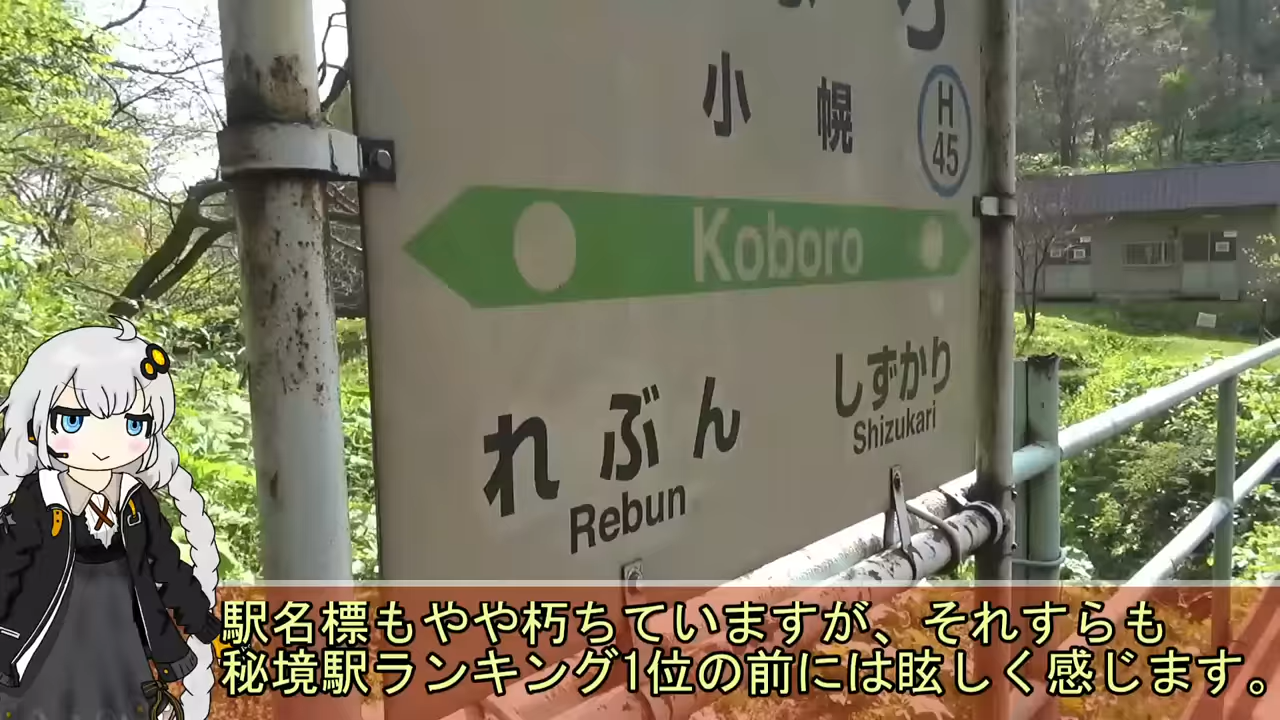 小幌
H
45
Koboro
れぶん
Rebun
しずかり
Shizukari
駅名標もやや朽ちていますが、それすらも
秘境駅ランキング1位の前には眩しく感じます。